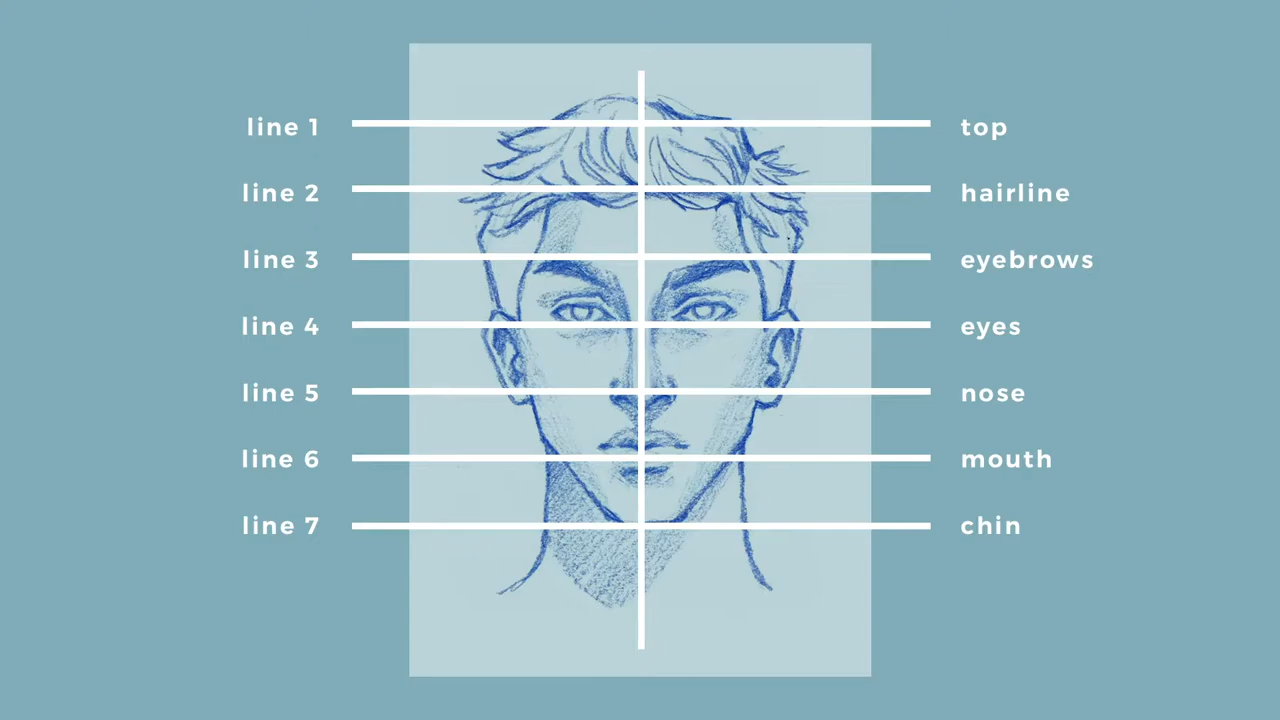 line 1 top
line 2 hairline
line 3 eyebrows
line 4 eyes
line 5 nose
line 6 mouth
line 7 chin